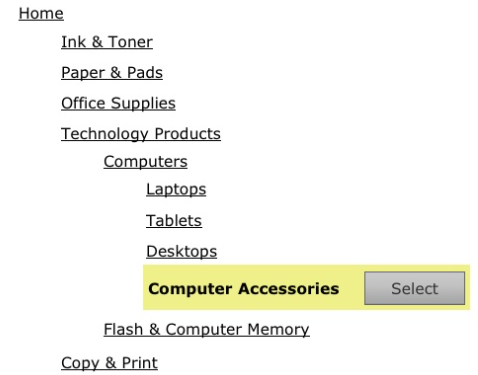 Home
Ink & Toner
Paper & Pads
Office Supplies
Technology Products
Computers
Laptops
Tablets
Desktops
Computer Accessories Select
Flash & Computer Memory
Copy & Print